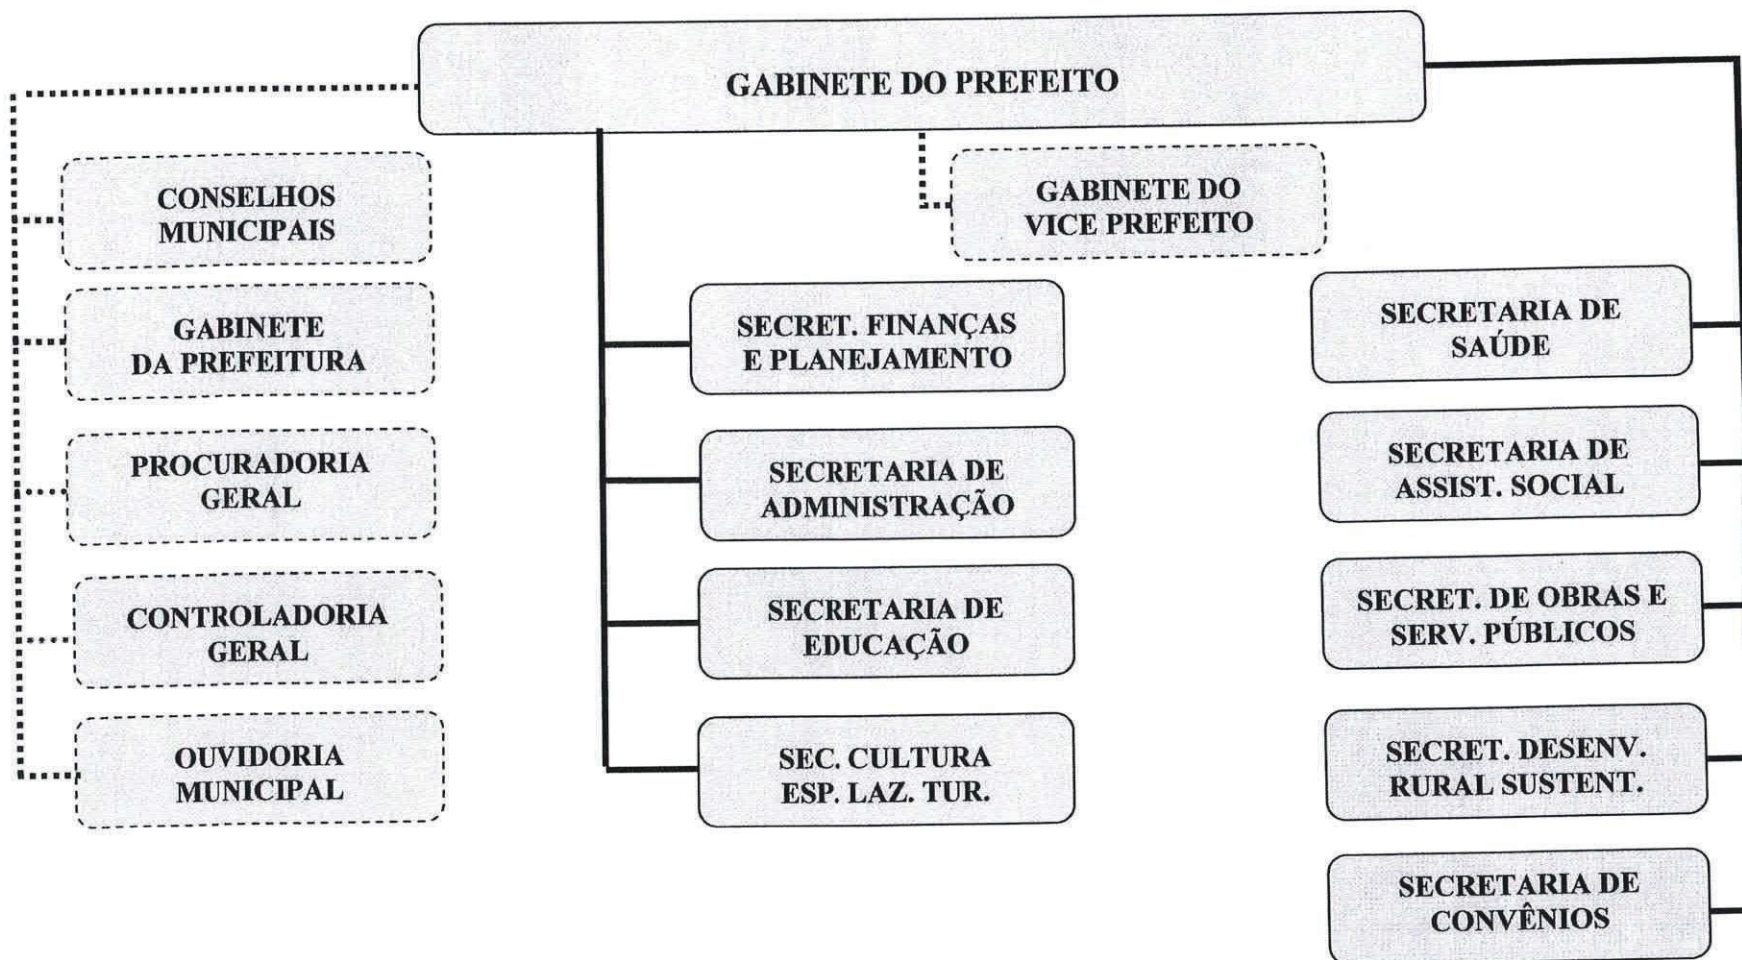 GABINETE DO PREFEITO
CONSELHOS
MUNICIPAIS
GABINETE DO
VICE PREFEITO
GABINETE
DA PREFEITURA
SECRET. FINANÇAS
E PLANEJAMENTO
SECRETARIA DE
SAÚDE
PROCURADORIA
GERAL
SECRETARIA DE
ADMINISTRAÇÃO
SECRETARIA DE
ASSIST. SOCIAL
CONTROLADORIA
GERAL
SECRETARIA DE
EDUCAÇÃO
SECRET. DE OBRAS E
SERV. PÚBLICOS
OUVIDORIA
MUNICIPAL
SEC. CULTURA
ESP. LAZ. TUR.
SECRET. DESENV.
RURAL SUSTENT.
SECRETARIA DE
CONVÊNIOS